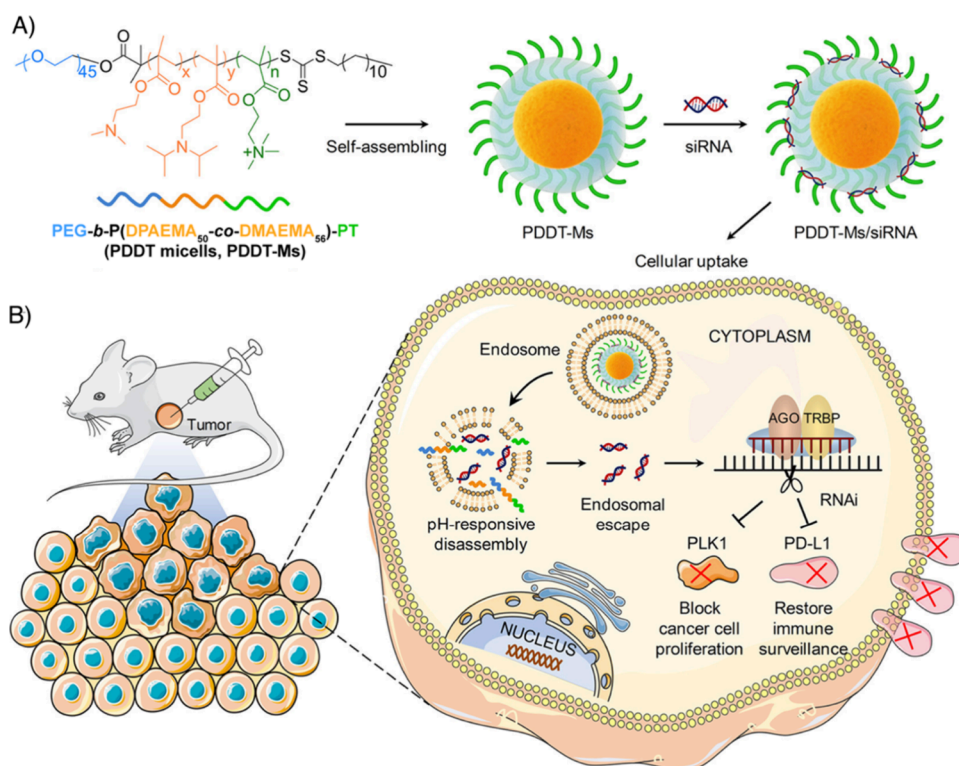 A)
O
45
O
O
x
y
n
S
S
S
10
O
O
O
O
O
O
N
N
N
+
Self-assembling
siRNA
PEG-b-P(DPAEMA50-co-DMAEMA56)-PT
(PDDT micells, PDDT-Ms)
PDDT-Ms
PDDT-Ms/siRNA
Cellular uptake
B)
Tumor
Endosome
CYTOPLASM
AGO TRBP
RNAi
pH-responsive
disassembly
Endosomal
escape
PLK1
PD-L1
Block
cancer cell
proliferation
Restore
immune
surveillance
NUCLEUS